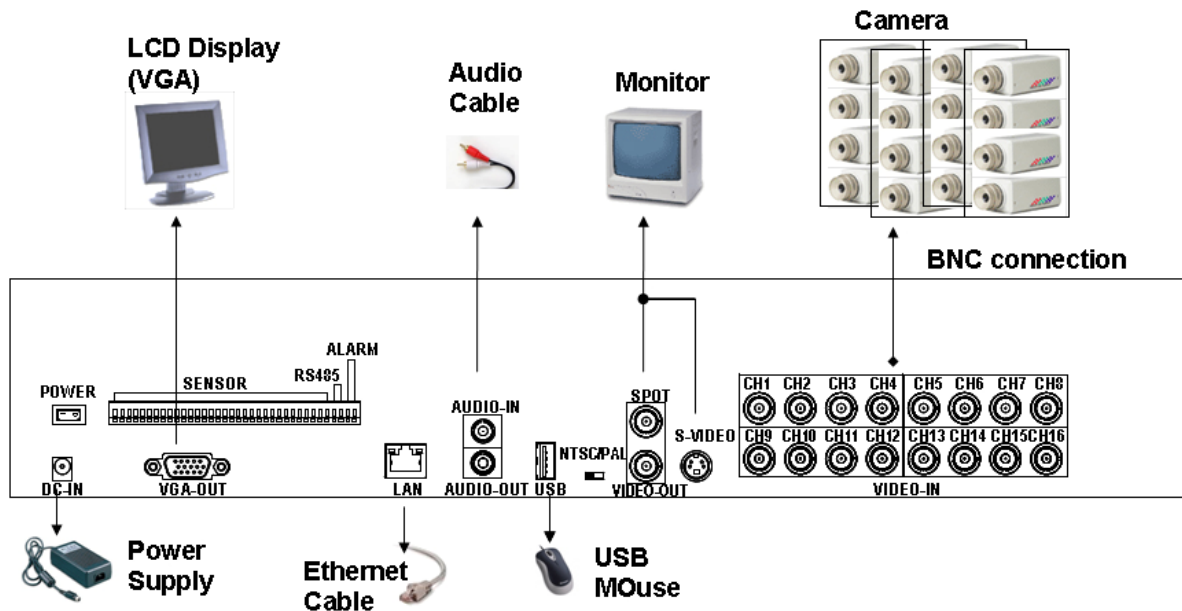 Camera
LCD Display
(VGA)
Audio
Cable
Monitor
BNC connection
ALARM
RS485
SENSOR
POWER
AUDIO-IN
SPOT
S-VIDEO
NTSC/PAL
CH1 CH2 CH3 CH4 CH5 CH6 CH7 CH8
CH9 CH10 CH11 CH12 CH13 CH14 CH15 CH16
DC-IN
VGA-OUT
LAN
AUDIO-OUT
USB
VIDEO-OUT
VIDEO-IN
Power
Supply
Ethernet
Cable
USB
MOuse